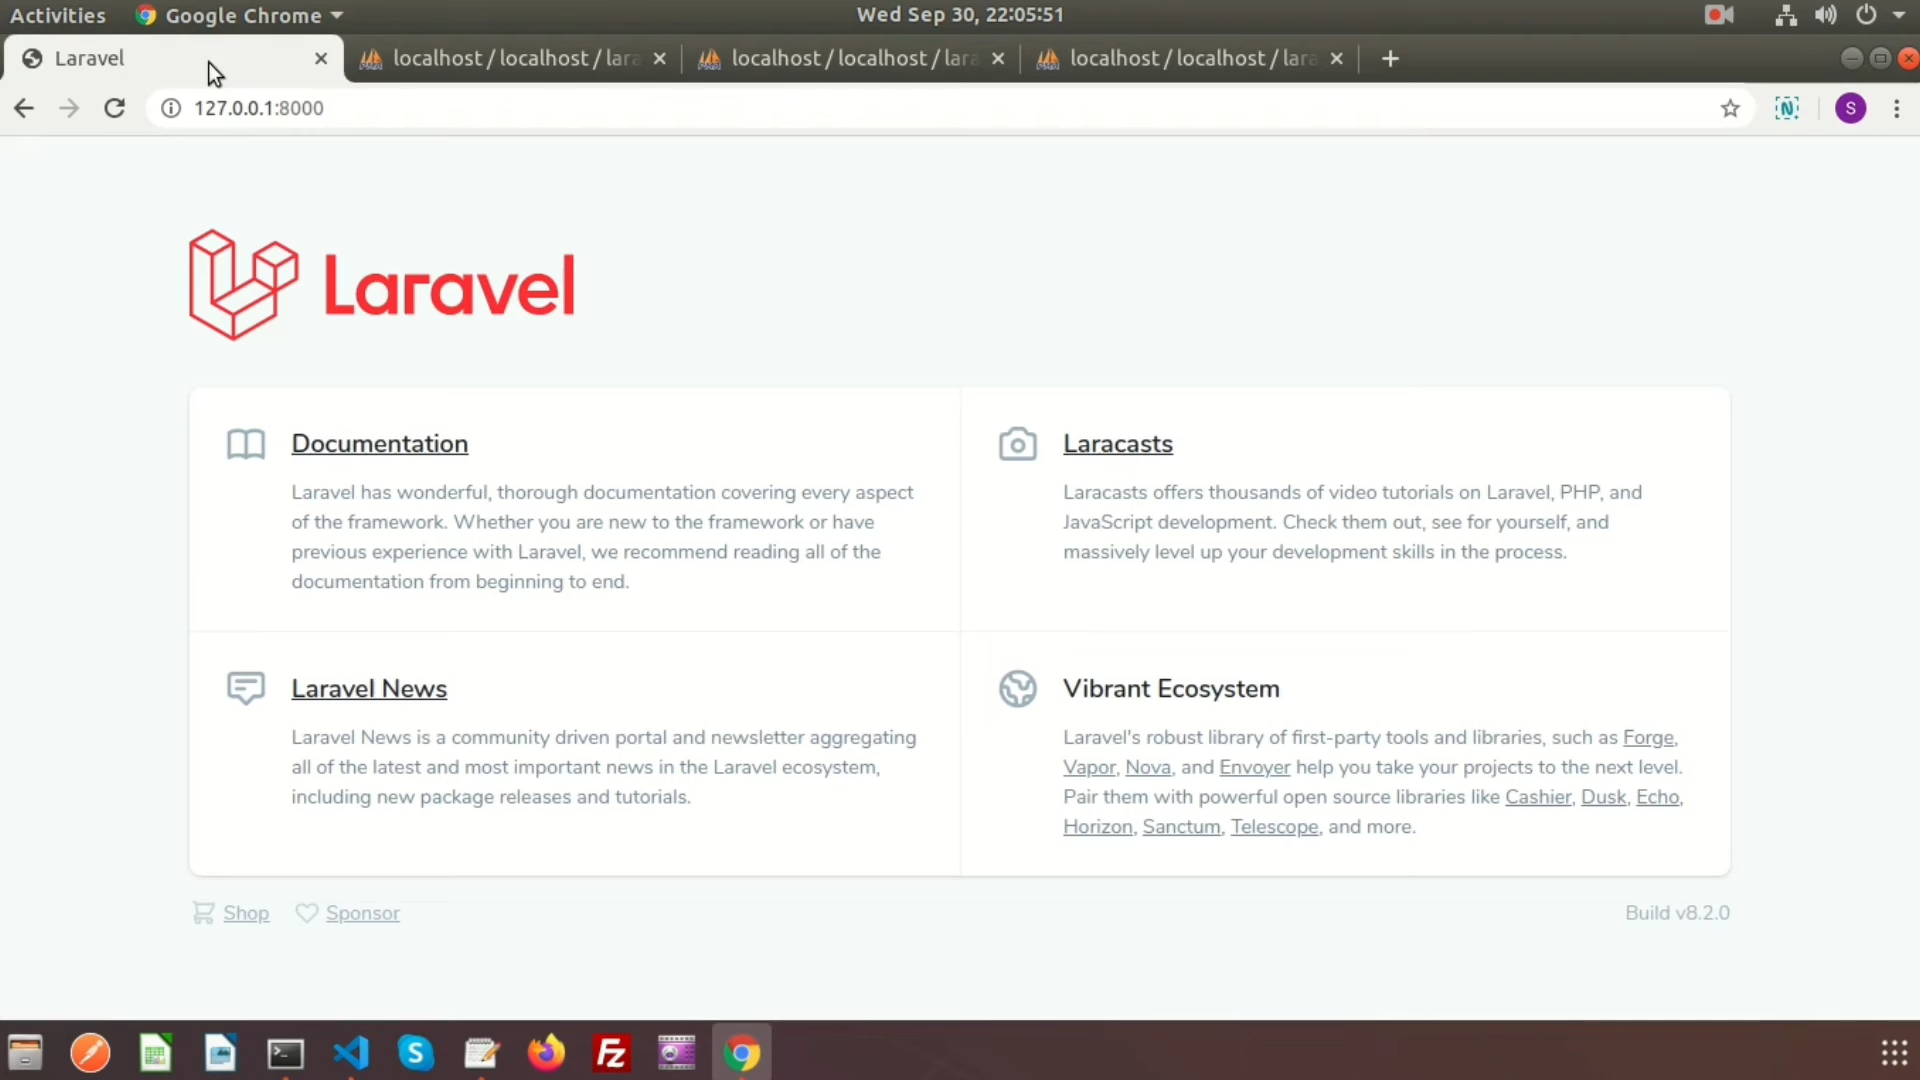 Activities Google Chrome Wed Sep 30, 22:05:51
Laravel localhost / localhost / lara localhost / localhost / lara localhost / localhost / lara
127.0.0.1:8000 N S
Laravel
Documentation
Laravel has wonderful, thorough documentation covering every aspect
of the framework. Whether you are new to the framework or have
previous experience with Laravel, we recommend reading all of the
documentation from beginning to end.
Laracasts
Laracasts offers thousands of video tutorials on Laravel, PHP, and
JavaScript development. Check them out, see for yourself, and
massively level up your development skills in the process.
Laravel News
Laravel News is a community driven portal and newsletter aggregating
all of the latest and most important news in the Laravel ecosystem,
including new package releases and tutorials.
Vibrant Ecosystem
Laravel's robust library of first-party tools and libraries, such as Forge,
Vapor, Nova, and Envoyer help you take your projects to the next level.
Pair them with powerful open source libraries like Cashier, Dusk, Echo,
Horizon, Sanctum, Telescope, and more.
Shop Sponsor Build v8.2.0